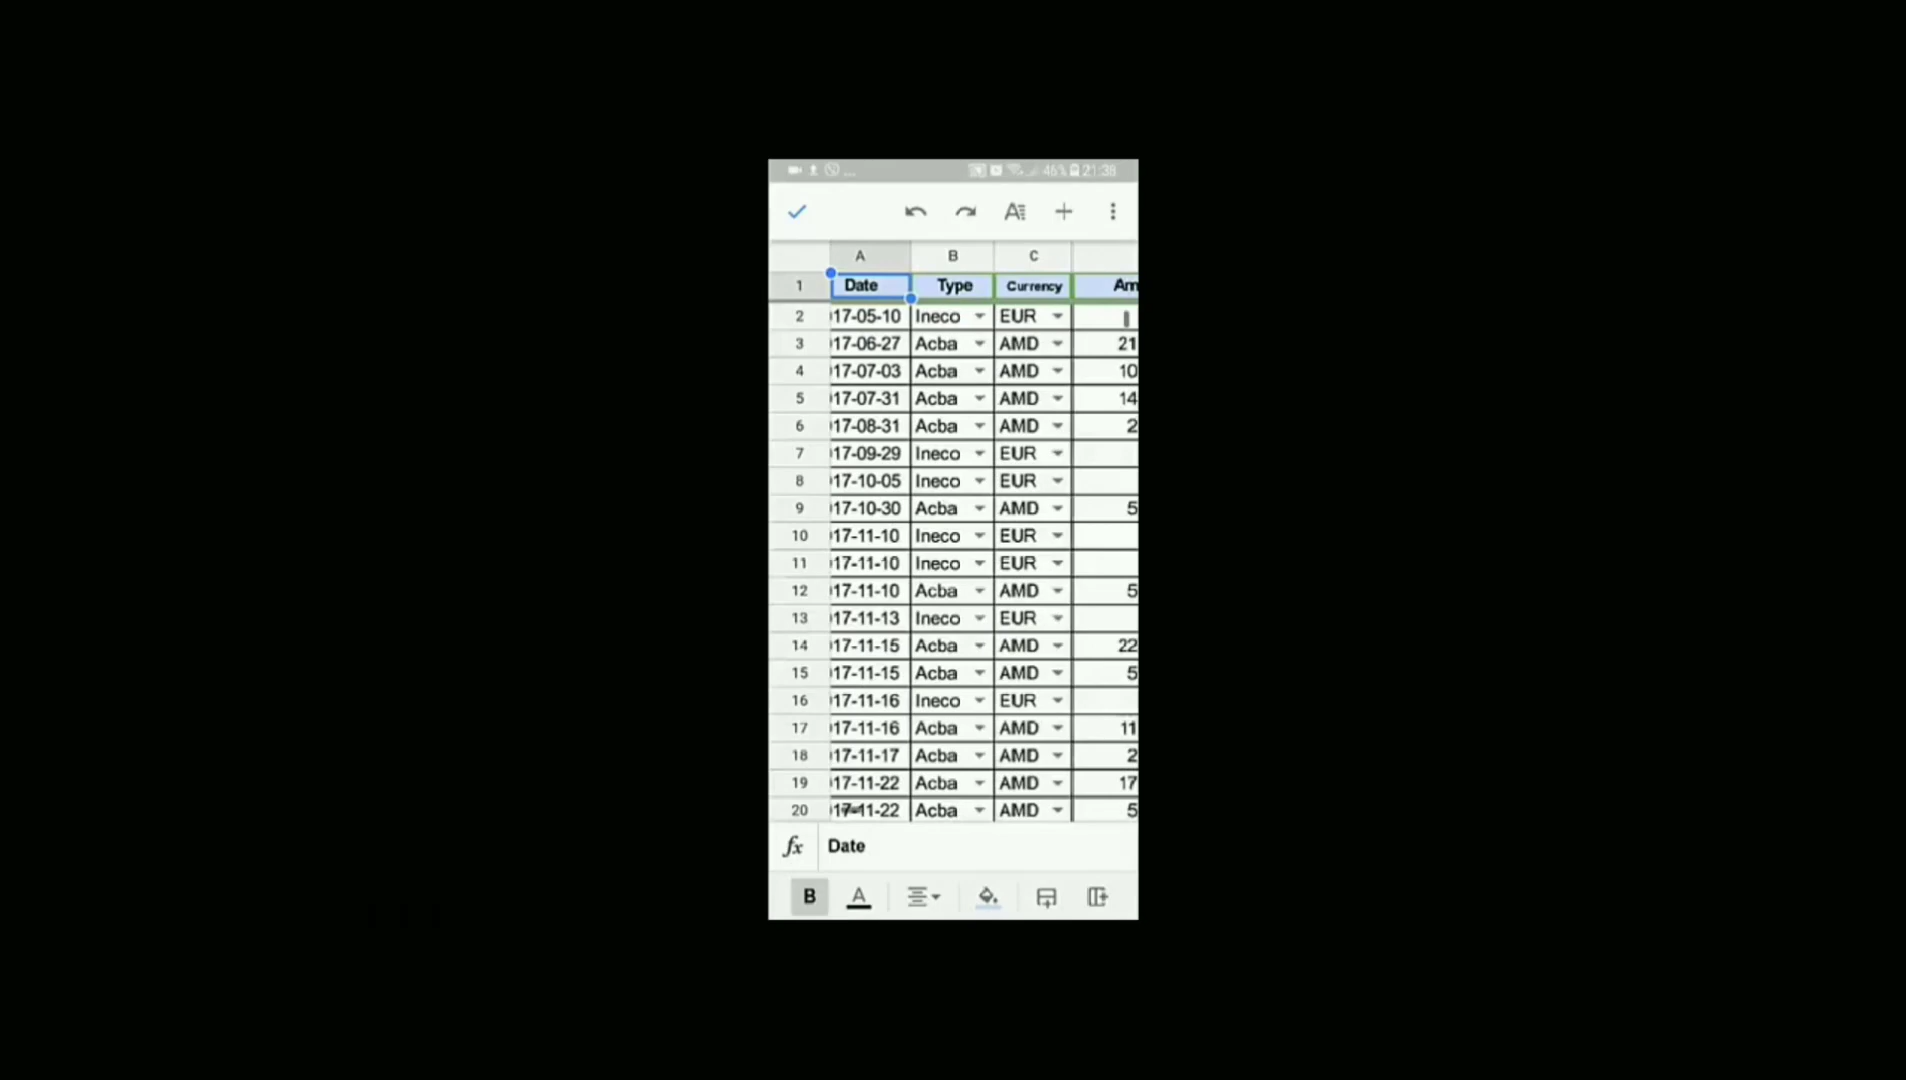 ... 46% 21:38
A B C
1 Date Type Currency Am
2 17-05-10 Ineco EUR
3 17-06-27 Acba AMD 21
4 17-07-03 Acba AMD 10
5 17-07-31 Acba AMD 14
6 17-08-31 Acba AMD 2
7 17-09-29 Ineco EUR
8 17-10-05 Ineco EUR
9 17-10-30 Acba AMD 5
10 17-11-10 Ineco EUR
11 17-11-10 Ineco EUR
12 17-11-10 Acba AMD 5
13 17-11-13 Ineco EUR
14 17-11-15 Acba AMD 22
15 17-11-15 Acba AMD 5
16 17-11-16 Ineco EUR
17 17-11-16 Acba AMD 11
18 17-11-17 Acba AMD 2
19 17-11-22 Acba AMD 17
20 17-11-22 Acba AMD 5
fx Date
B A